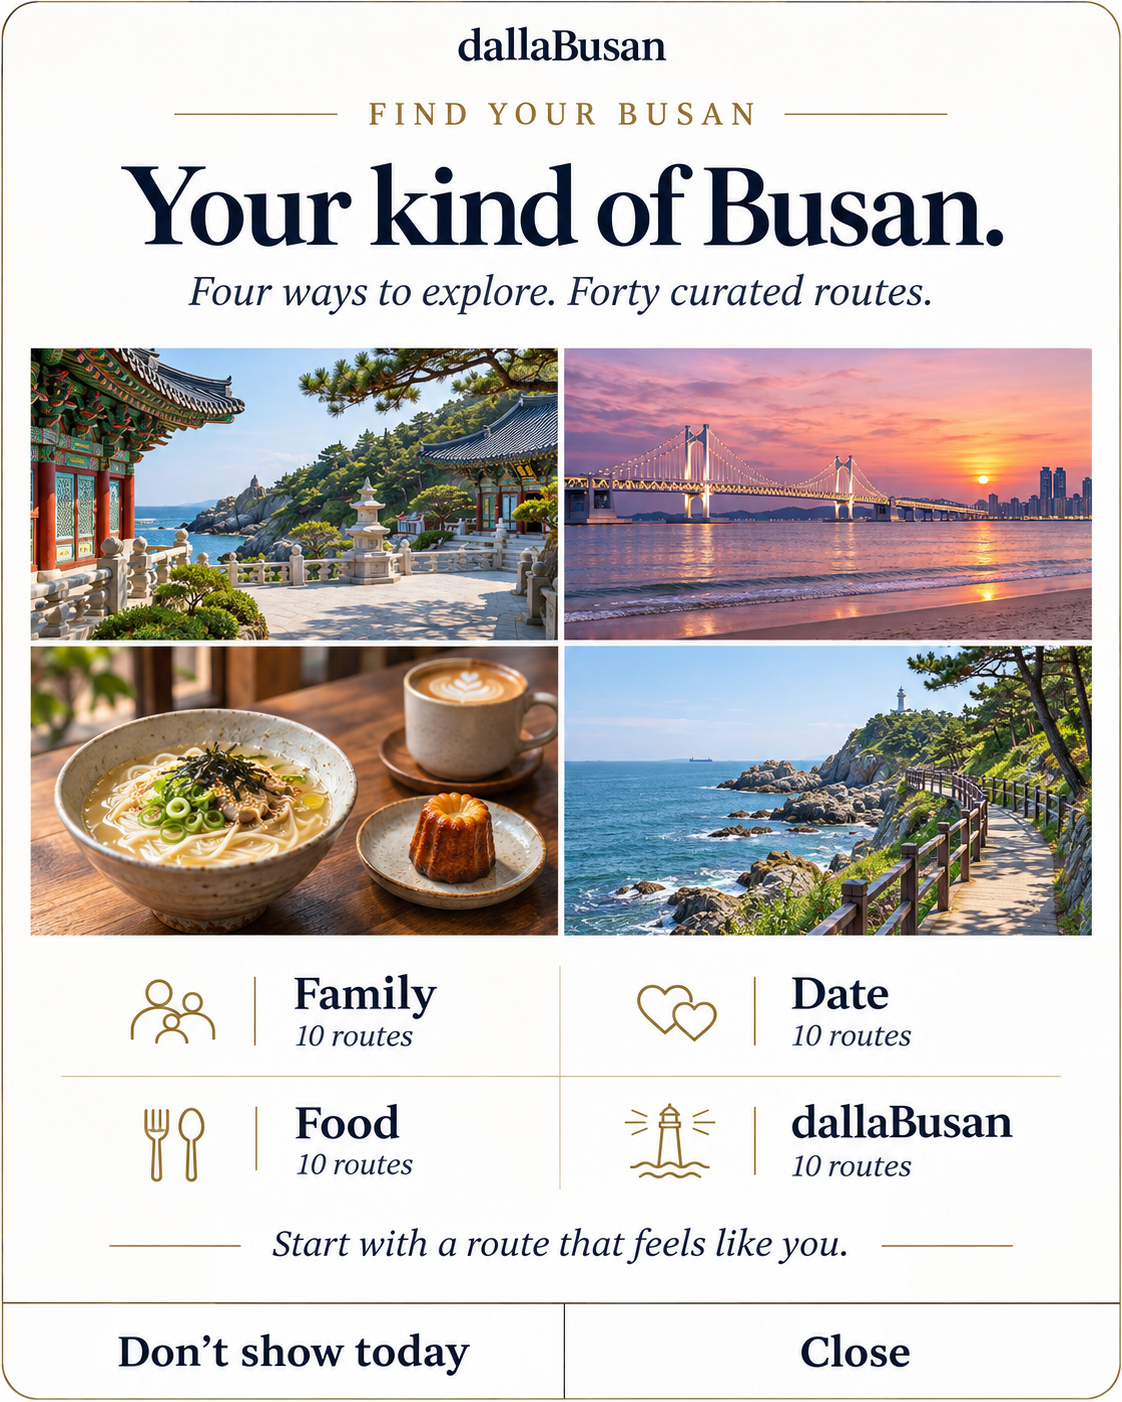 dallaBusan
FIND YOUR BUSAN
Your kind of Busan.
Four ways to explore. Forty curated routes.
Family
10 routes
Date
10 routes
Food
10 routes
dallaBusan
10 routes
Start with a route that feels like you.
Don’t show today
Close